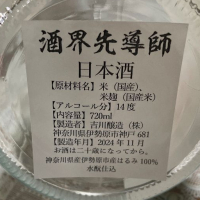 酒界先導師
日本酒
【原材料名】米（国産）、
米麹（国産米）
【アルコール分】14度
【内容量】720ml
【製造者】吉川醸造（株）
神奈川県伊勢原市神戸681
【製造年月】2024年11月
お酒は二十歳になってから。
神奈川県産伊勢原市産はるみ100%
水酛仕込